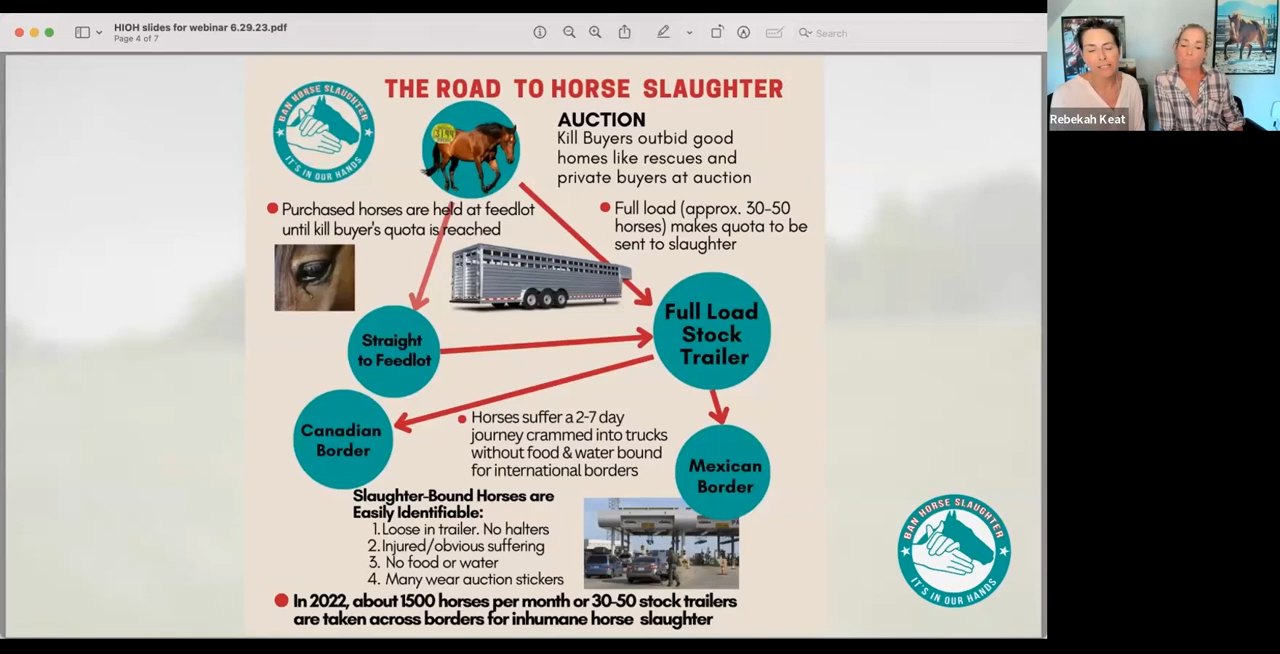 HIOH slides for webinar 6.29.23.pdf
Page 4 of 7
Search
Rebekah Keat
THE ROAD TO HORSE SLAUGHTER
BAN HORSE SLAUGHTER
IT'S IN OUR HANDS
AUCTION
Kill Buyers outbid good
homes like rescues and
private buyers at auction
Purchased horses are held at feedlot
until kill buyer's quota is reached
Full load (approx. 30-50
horses) makes quota to be
sent to slaughter
Straight
to Feedlot
Full Load
Stock
Trailer
Canadian
Border
Horses suffer a 2-7 day
journey crammed into trucks
without food & water bound
for international borders
Mexican
Border
Slaughter-Bound Horses are
Easily Identifiable:
1. Loose in trailer. No halters
2. Injured/obvious suffering
3. No food or water
4. Many wear auction stickers
In 2022, about 1500 horses per month or 30-50 stock trailers
are taken across borders for inhumane horse slaughter
BAN HORSE SLAUGHTER
IT'S IN OUR HANDS